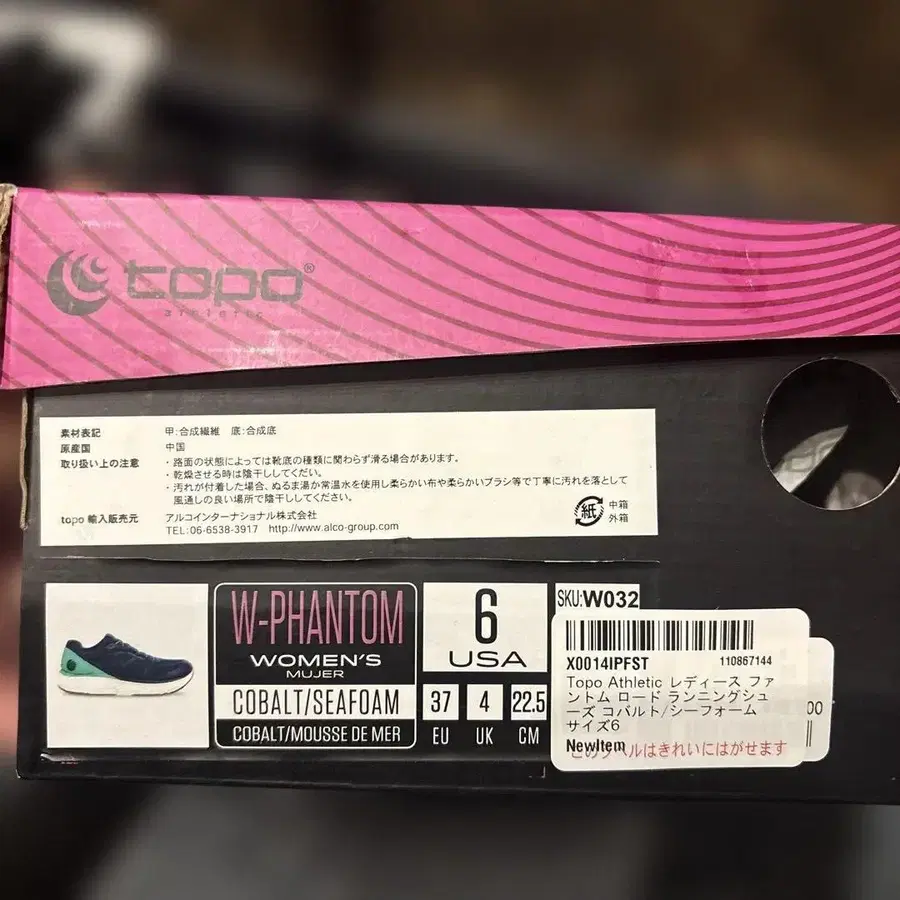 topo®
athletic
素材表記 甲:合成繊維 底:合成底
原産国 中国
取り扱い上の注意 ・路面の状態によっては靴底の種類に関わらず滑る場合があります。
・乾燥させる時は陰干ししてくだい。
・汚れが付着した場合、ぬるま湯か常温水を使用し柔らかい布や柔らかいブラシ等で丁寧に汚れを落として
風通しの良い場所で陰干ししてください。
topo 輸入販売元 アルコインターナショナル株式会社
TEL:06-6538-3917 http://www.alco-group.com
紙 中箱
外箱
W-PHANTOM
WOMEN'S
MUJER
COBALT/SEAFOAM
COBALT/MOUSSE DE MER
6
USA
37 4 22.5
EU UK CM
SKU:W032
X0014IPFST 110867144
Topo Athletic レディース ファ
ントム ロード ランニングシュ
ーズ コバルト/シーフォーム
サイズ6
NewItem
このラベルはきれいにはがせます
00